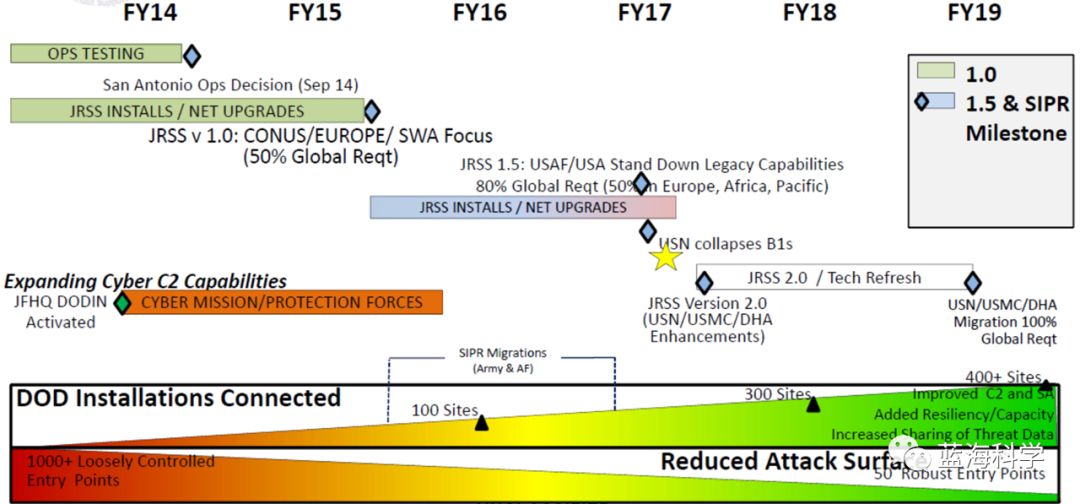 FY14 FY15 FY16 FY17 FY18 FY19
OPS TESTING
San Antonio Ops Decision (Sep 14)
JRSS INSTALLS / NET UPGRADES
JRSS v 1.0: CONUS/EUROPE/ SWA Focus
(50% Global Reqt)
1.0
1.5 & SIPR
Milestone
JRSS 1.5: USAF/USA Stand Down Legacy Capabilities
80% Global Reqt (50% in Europe, Africa, Pacific)
JRSS INSTALLS / NET UPGRADES
USN collapses B1s
JRSS 2.0 / Tech Refresh
JRSS Version 2.0
(USN/USMC/DHA
Enhancements)
USN/USMC/DHA
Migration 100%
Global Reqt
Expanding Cyber C2 Capabilities
JFHQ DODIN
Activated
CYBER MISSION/PROTECTION FORCES
SIPR Migrations
(Army & AF)
DOD Installations Connected
100 Sites
300 Sites
400+ Sites
Improved C2 and SA
Added Resiliency/Capacity
Increased Sharing of Threat Data
1000+ Loosely Controlled
Entry Points
Reduced Attack Surface
50 Robust Entry Points
蓝海科学